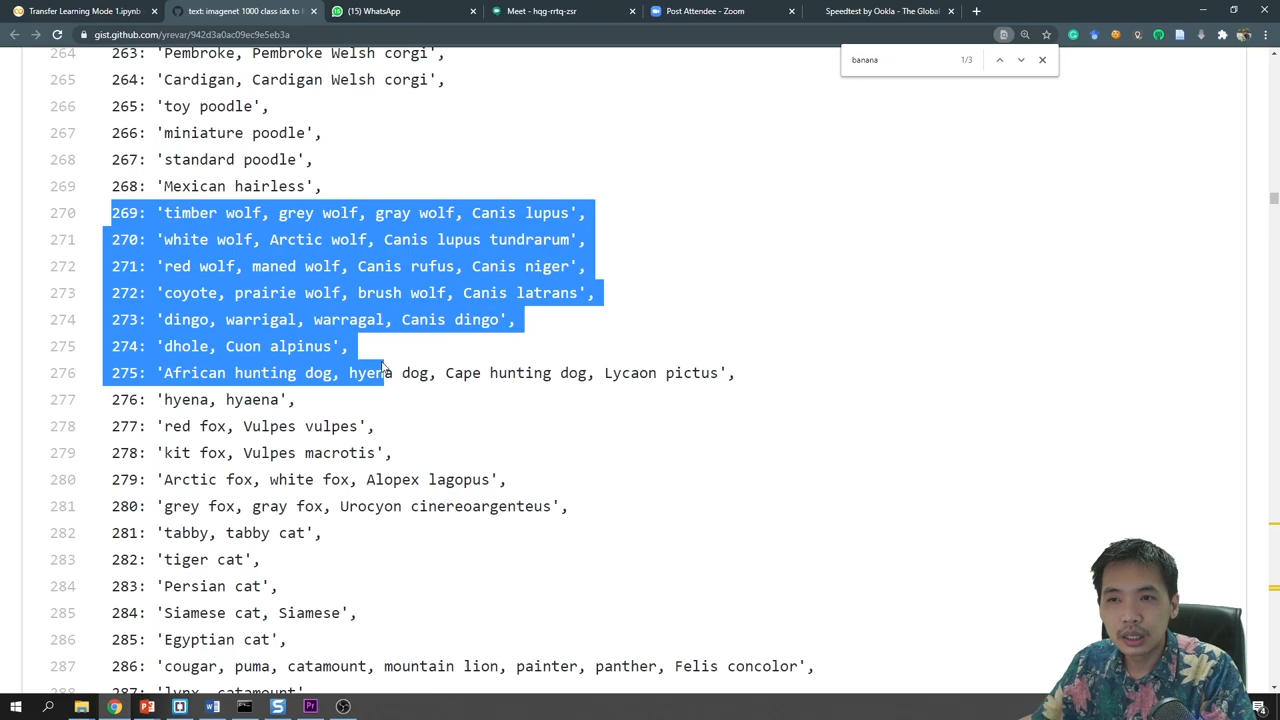 Transfer Learning Mode 1.ipynb
text: imagenet 1000 class idx to
(15) WhatsApp
Meet - hqg-rrtq-zsr
Post Attendee - Zoom
Speedtest by Ookla - The Global
gist.github.com/yrevar/942d3a0ac09ec9e5eb3a
banana 1/3
264 263: 'Pembroke, Pembroke Welsh corgi',
265 264: 'Cardigan, Cardigan Welsh corgi',
266 265: 'toy poodle',
267 266: 'miniature poodle',
268 267: 'standard poodle',
269 268: 'Mexican hairless',
270 269: 'timber wolf, grey wolf, gray wolf, Canis lupus',
271 270: 'white wolf, Arctic wolf, Canis lupus tundrarum',
272 271: 'red wolf, maned wolf, Canis rufus, Canis niger',
273 272: 'coyote, prairie wolf, brush wolf, Canis latrans',
274 273: 'dingo, warrigal, warragal, Canis dingo',
275 274: 'dhole, Cuon alpinus',
276 275: 'African hunting dog, hyena dog, Cape hunting dog, Lycaon pictus',
277 276: 'hyena, hyaena',
278 277: 'red fox, Vulpes vulpes',
279 278: 'kit fox, Vulpes macrotis',
280 279: 'Arctic fox, white fox, Alopex lagopus',
281 280: 'grey fox, gray fox, Urocyon cinereoargenteus',
282 281: 'tabby, tabby cat',
283 282: 'tiger cat',
284 283: 'Persian cat',
285 284: 'Siamese cat, Siamese',
286 285: 'Egyptian cat',
287 286: 'cougar, puma, catamount, mountain lion, painter, panther, Felis concolor',
288 287: 'lynx, catamount'